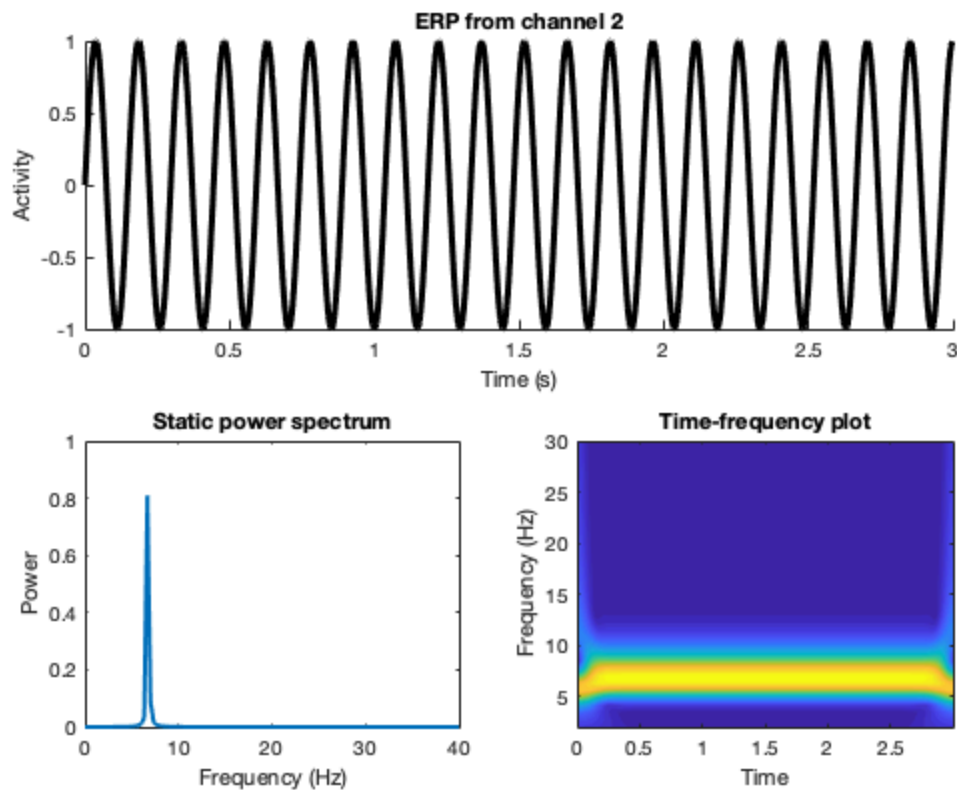 ERP from channel 2
1
0.5
0
-0.5
-1
Activity
0 0.5 1 1.5 2 2.5 3
Time (s)
Static power spectrum
1
0.8
0.6
0.4
0.2
0
Power
0 10 20 30 40
Frequency (Hz)
Time-frequency plot
30
25
20
15
10
5
Frequency (Hz)
0 0.5 1 1.5 2 2.5
Time